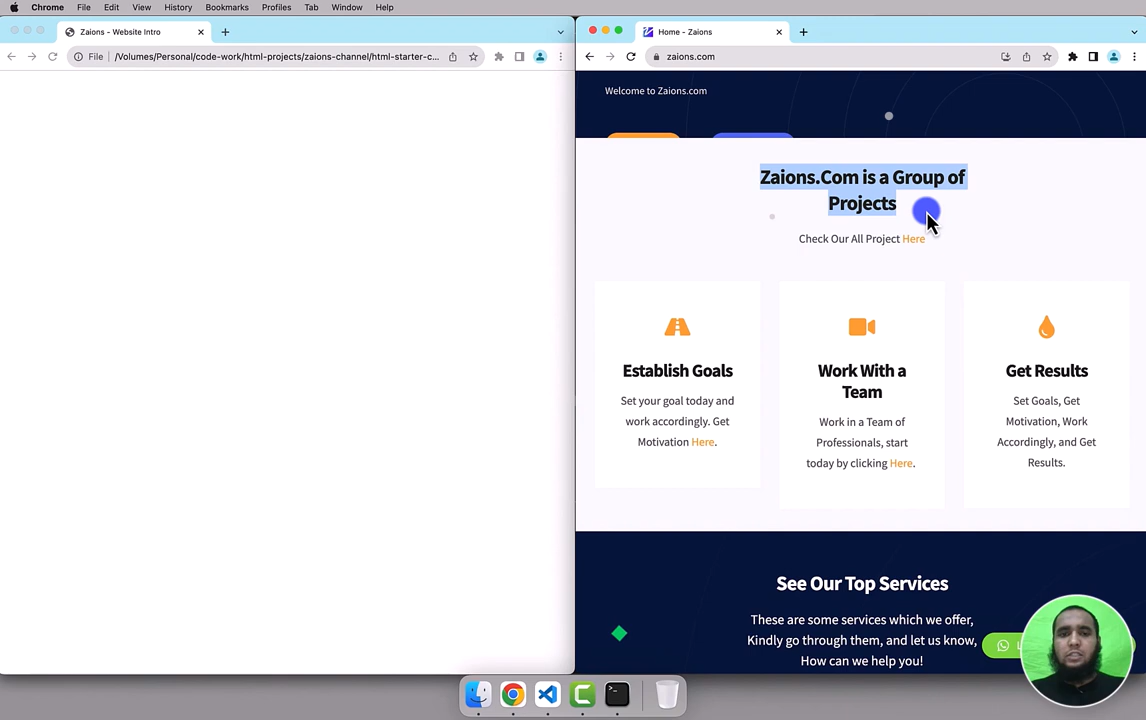 Chrome File Edit View History Bookmarks Profiles Tab Window Help
Zaions - Website Intro
File /Volumes/Personal/code-work/html-projects/zaions-channel/html-starter-c...
Home - Zaions
zaions.com
Welcome to Zaions.com
Zaions.Com is a Group of
Projects
Check Our All Project Here
Establish Goals
Set your goal today and
work accordingly. Get
Motivation Here.
Work With a
Team
Work in a Team of
Professionals, start
today by clicking Here.
Get Results
Set Goals, Get
Motivation, Work
Accordingly, and Get
Results.
See Our Top Services
These are some services which we offer,
Kindly go through them, and let us know,
How can we help you!